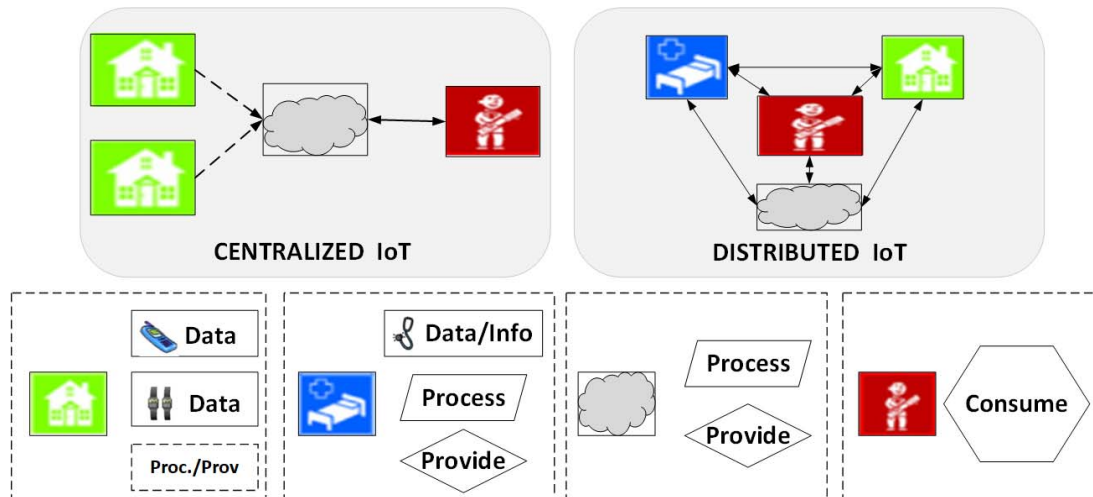 CENTRALIZED IoT
DISTRIBUTED IoT
Data
Data
Proc./Prov
Data/Info
Process
Provide
Process
Provide
Consume